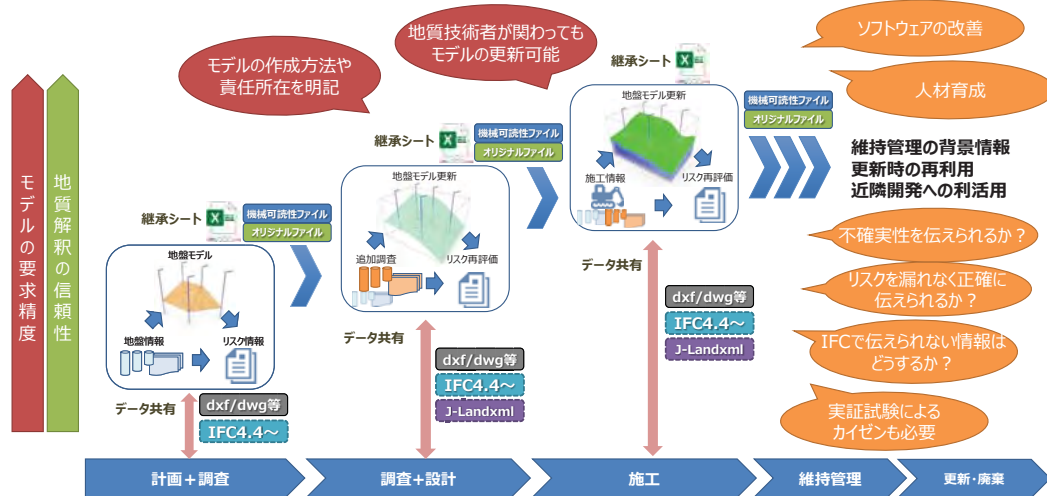 ソフトウェアの改善
人材育成
地質技術者が関わっても
モデルの更新可能
モデルの作成方法や
責任所在を明記
継承シート
地盤モデル更新
機械可読性ファイル
オリジナルファイル
施工情報
リスク再評価
維持管理の背景情報
更新時の再利用
近隣開発への利活用
継承シート
機械可読性ファイル
オリジナルファイル
地盤モデル更新
追加調査
リスク再評価
継承シート
機械可読性ファイル
オリジナルファイル
地盤モデル
地盤情報
リスク情報
モデルの要求精度
地質解釈の信頼性
データ共有
dxf/dwg等
IFC4.4～
データ共有
dxf/dwg等
IFC4.4～
J-Landxml
データ共有
dxf/dwg等
IFC4.4～
J-Landxml
不確実性を伝えられるか？
リスクを漏れなく正確に
伝えられるか？
IFCで伝えられない情報は
どうするか？
実証試験による
カイゼンも必要
計画＋調査
調査+設計
施工
維持管理
更新・廃棄